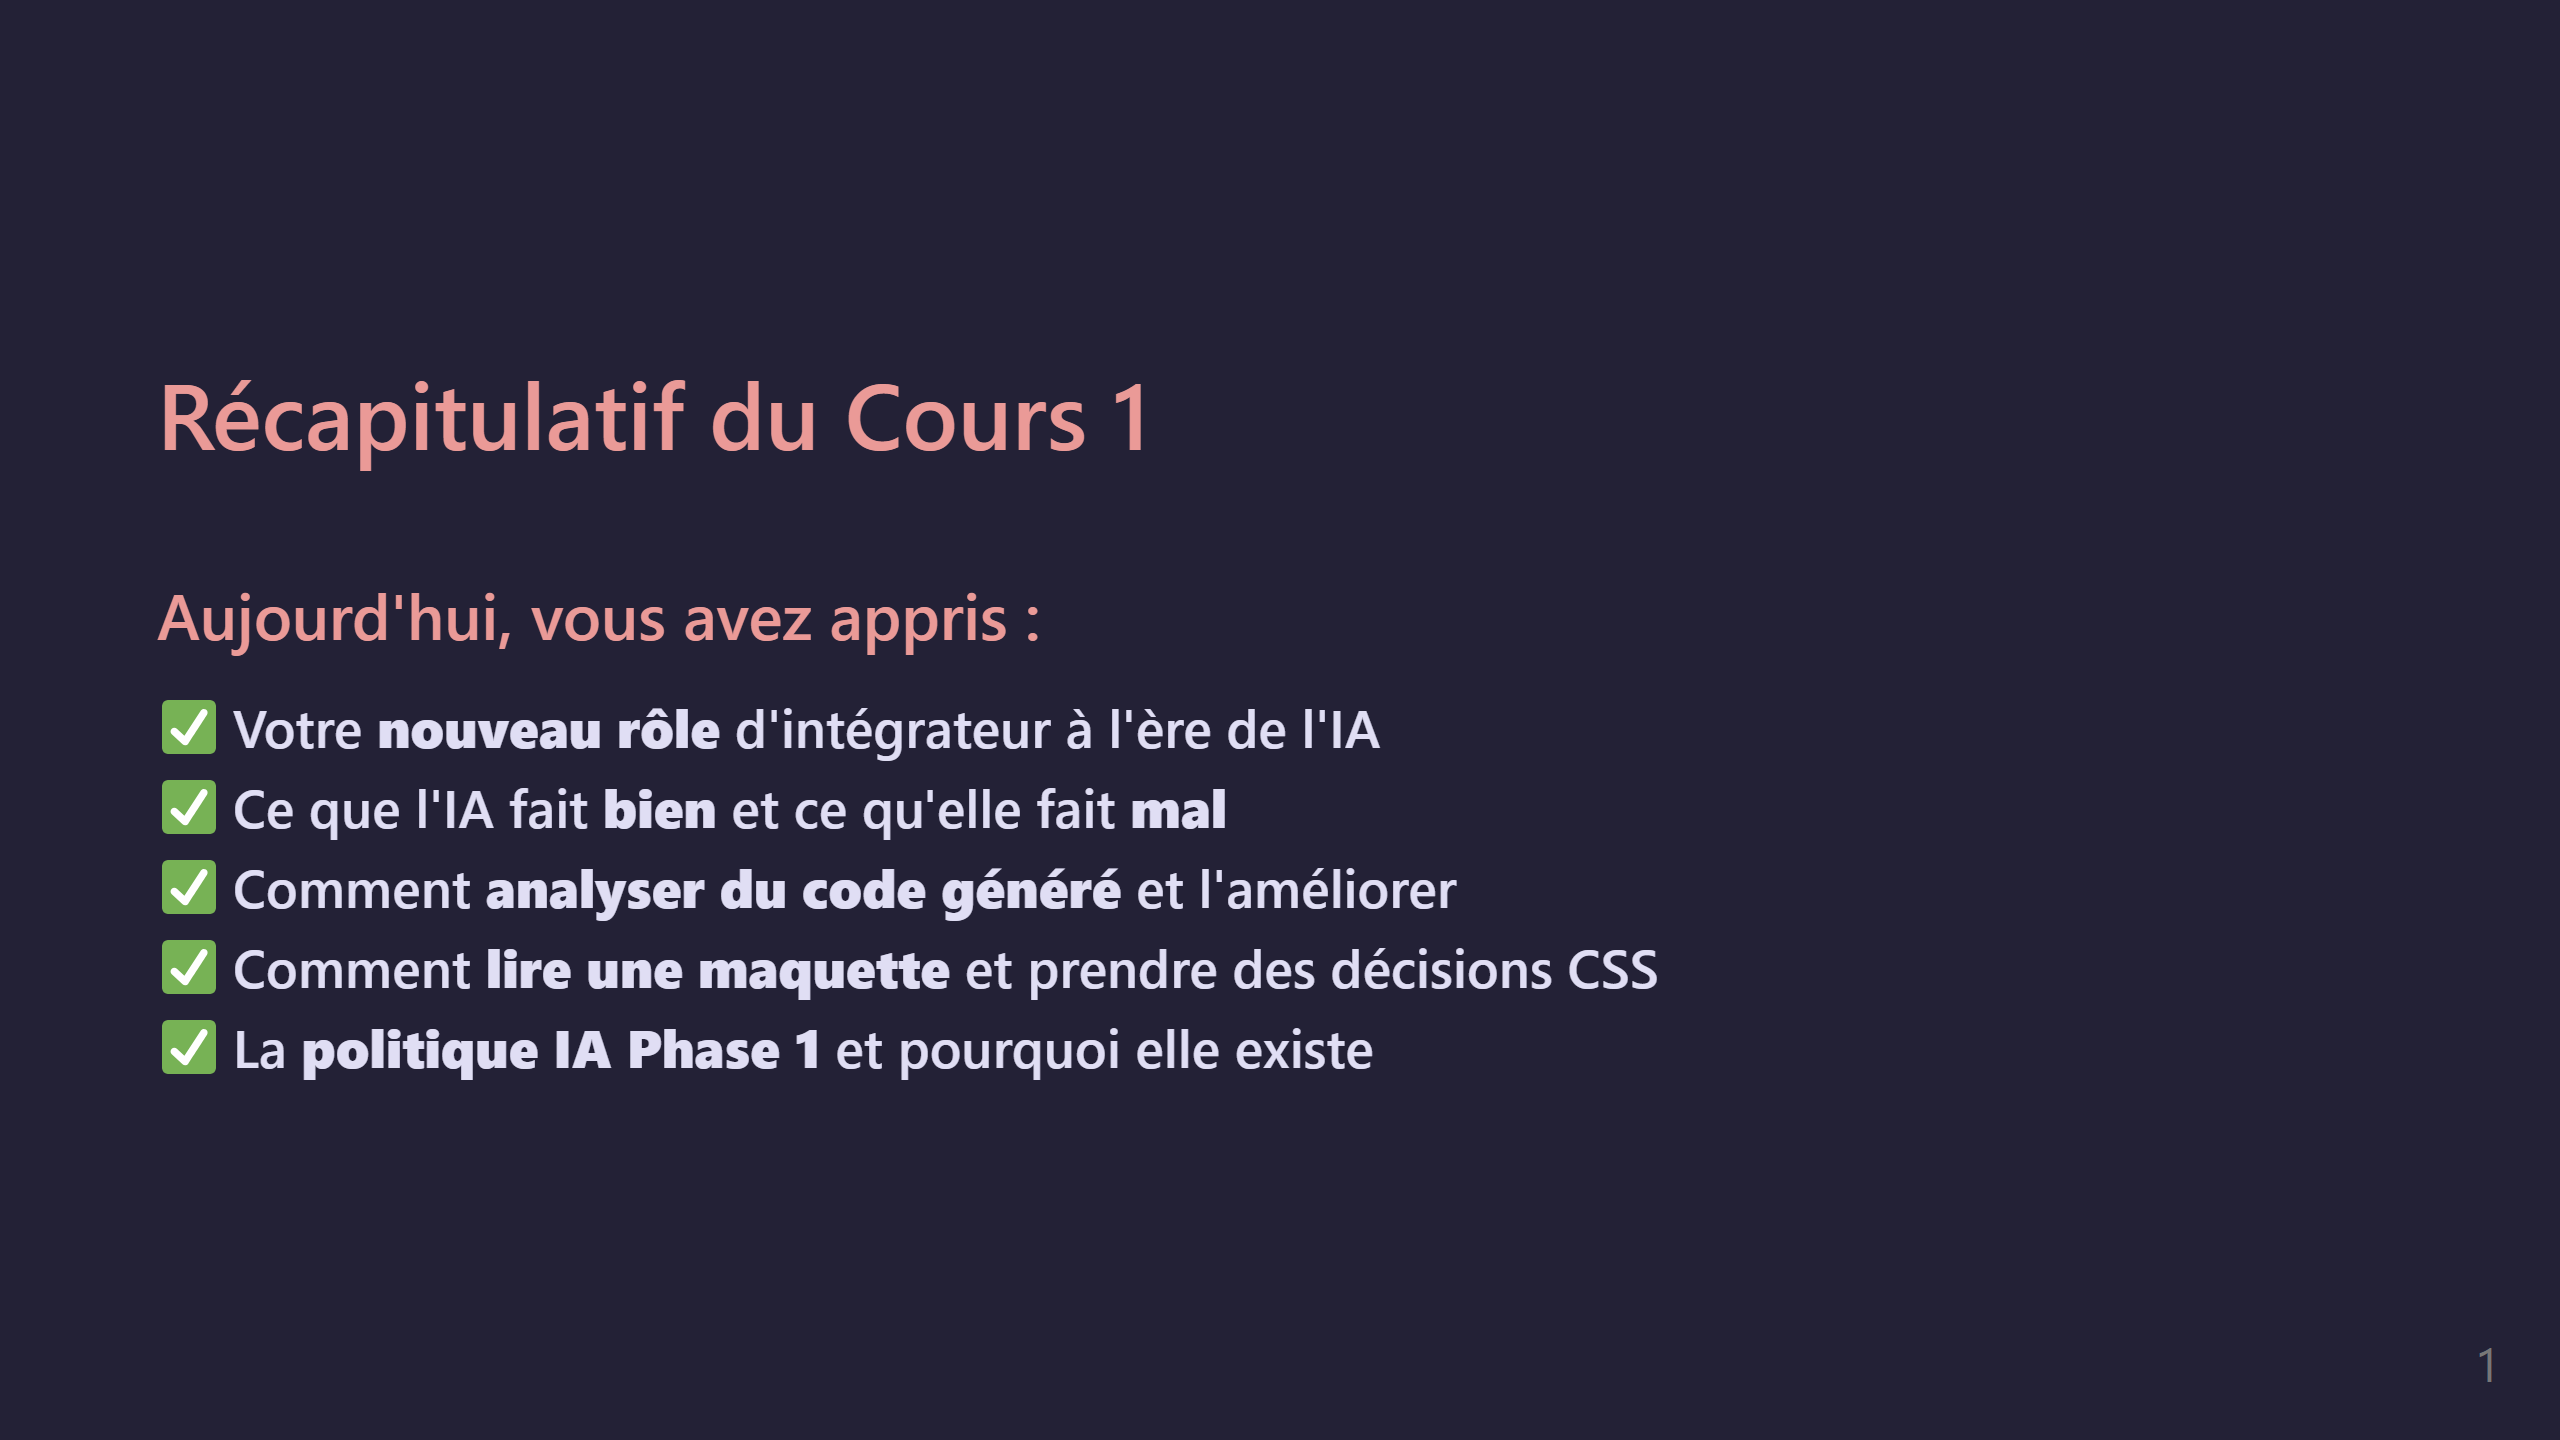 Récapitulatif du Cours 1
Aujourd'hui, vous avez appris :
✅ Votre nouveau rôle d'intégrateur à l'ère de l'IA
✅ Ce que l'IA fait bien et ce qu'elle fait mal
✅ Comment analyser du code généré et l'améliorer
✅ Comment lire une maquette et prendre des décisions CSS
✅ La politique IA Phase 1 et pourquoi elle existe
1